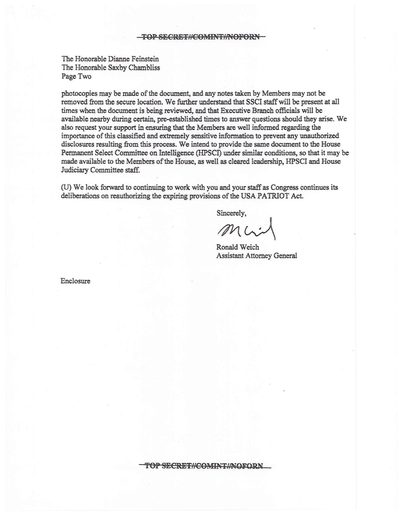 TOP SECRET//COMINT//NOFORN
The Honorable Dianne Feinstein
The Honorable Saxby Chambliss
Page Two
photocopies may be made of the document, and any notes taken by Members may not be
removed from the secure location. We further understand that SSCI staff will be present at all
times when the document is being reviewed, and that Executive Branch officials will be
available nearby during certain, pre-established times to answer questions should they arise. We
also request your support in ensuring that the Members are well informed regarding the
importance of this classified and extremely sensitive information to prevent any unauthorized
disclosures resulting from this process. We intend to provide the same document to the House
Permanent Select Committee on Intelligence (HPSCI) under similar conditions, so that it may be
made available to the Members of the House, as well as cleared leadership, HPSCI and House
Judiciary Committee staff.
(U) We look forward to continuing to work with you and your staff as Congress continues its
deliberations on reauthorizing the expiring provisions of the USA PATRIOT Act.
Sincerely,
Ronald Weich
Assistant Attorney General
Enclosure
TOP SECRET//COMINT//NOFORN